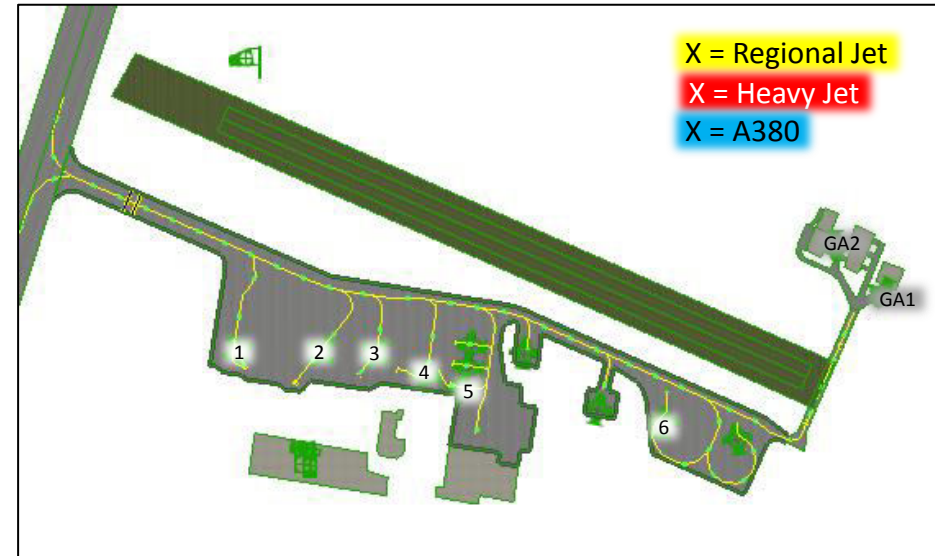 X = Regional Jet
X = Heavy Jet
X = A380
GA2
GA1
1
2
3
4
5
6